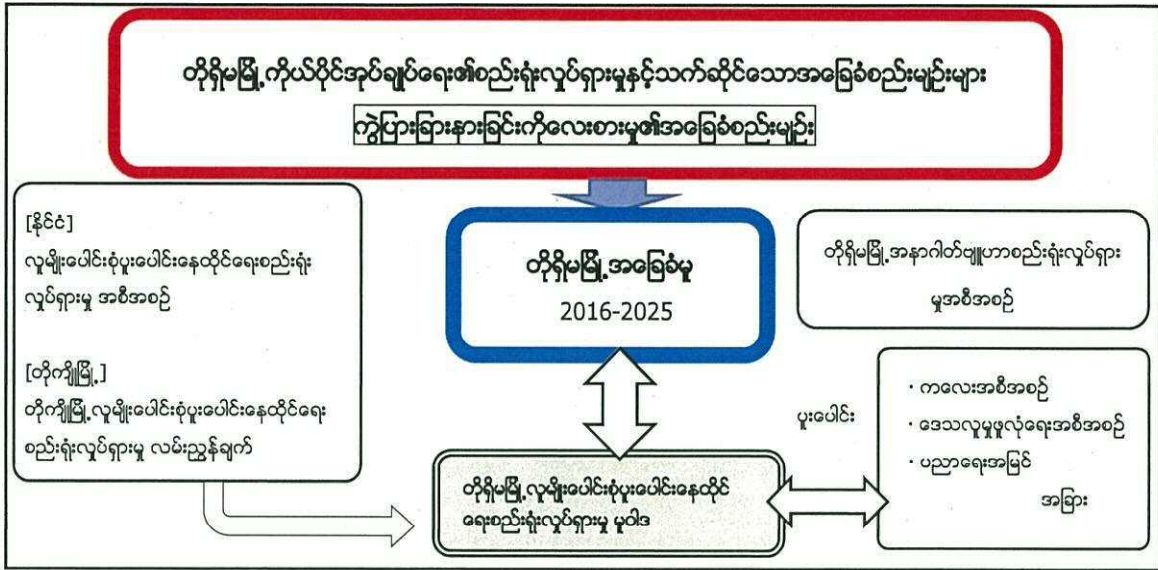 တိုရှိမမြို့ကိုယ်ပိုင်အုပ်ချုပ်ရေး၏စည်းရုံးလှုပ်ရှားမှုနှင့်သက်ဆိုင်သောအခြေခံစည်းမျဉ်းများ
ကွဲပြားခြားနားခြင်းကိုလေးစားမှု၏အခြေခံစည်းမျဉ်း
[နိုင်ငံ]
လူမျိုးပေါင်းစုံပူးပေါင်းနေထိုင်ရေးစည်းရုံး
လှုပ်ရှားမှု အစီအစဉ်
[တိုကျိုမြို့]
တိုကျိုမြို့လူမျိုးပေါင်းစုံပူးပေါင်းနေထိုင်ရေး
စည်းရုံးလှုပ်ရှားမှု လမ်းညွှန်ချက်
တိုရှိမမြို့အခြေခံမူ
2016-2025
တိုရှိမမြို့အနာဂါတ်ဗျူဟာစည်းရုံးလှုပ်ရှား
မှုအစီအစဉ်
ပူးပေါင်း
・ကလေးအစီအစဉ်
・ဒေသလူမှုဖူလုံရေးအစီအစဉ်
・ပညာရေးအမြင်
အခြား
တိုရှိမမြို့လူမျိုးပေါင်းစုံပူးပေါင်းနေထိုင်
ရေးစည်းရုံးလှုပ်ရှားမှု မူဝါဒ